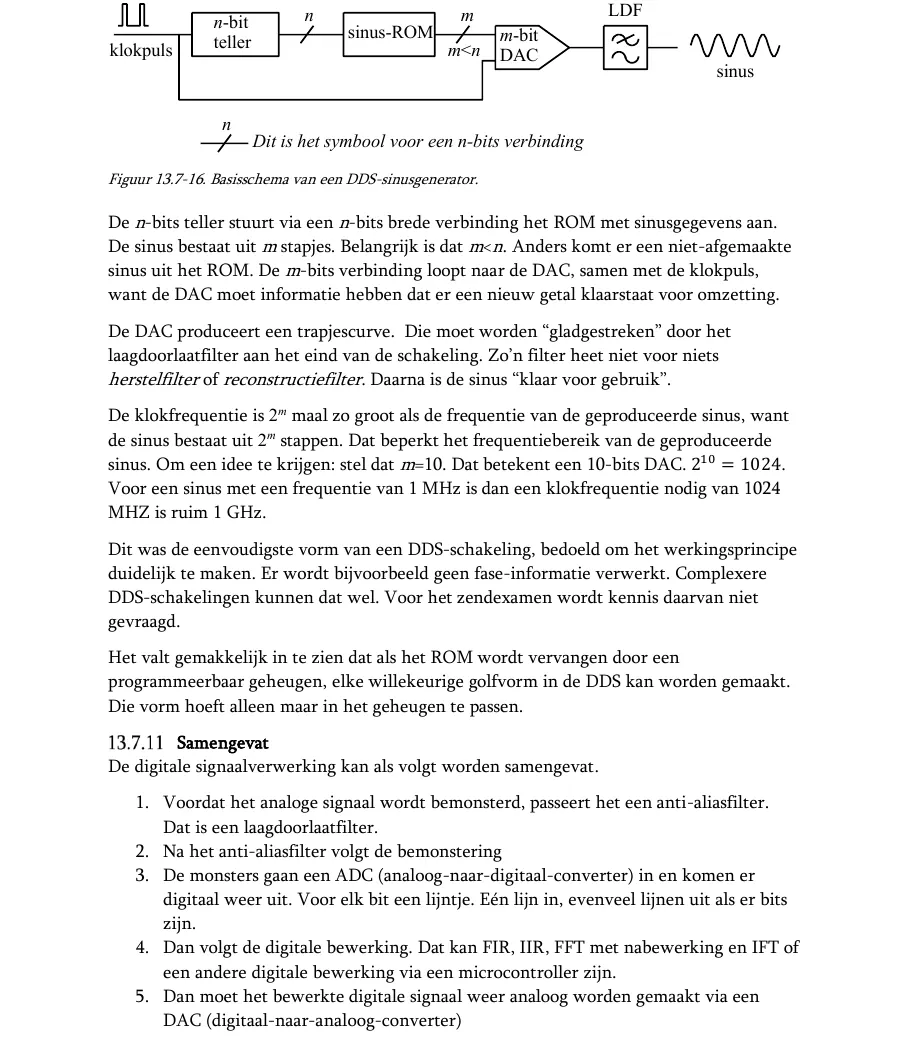 LDF
n-bit
teller
n
sinus-ROM
m
m<n
m-bit
DAC
klokpuls
sinus
n
Dit is het symbool voor een n-bits verbinding
Figuur 13.7-16. Basisschema van een DDS-sinusgenerator.
De n-bits teller stuurt via een n-bits brede verbinding het ROM met sinusgegevens aan.
De sinus bestaat uit m stapjes. Belangrijk is dat m<n. Anders komt er een niet-afgemaakte
sinus uit het ROM. De m-bits verbinding loopt naar de DAC, samen met de klokpuls,
want de DAC moet informatie hebben dat er een nieuw getal klaarstaat voor omzetting.
De DAC produceert een trapjescurve.  Die moet worden “gladgestreken” door het
laagdoorlaatfilter aan het eind van de schakeling. Zo’n filter heet niet voor niets
herstelfilter of reconstructiefilter. Daarna is de sinus “klaar voor gebruik”.
De klokfrequentie is 2ᵐ maal zo groot als de frequentie van de geproduceerde sinus, want
de sinus bestaat uit 2ᵐ stappen. Dat beperkt het frequentiebereik van de geproduceerde
sinus. Om een idee te krijgen: stel dat m=10. Dat betekent een 10-bits DAC. 2¹⁰ = 1024.
Voor een sinus met een frequentie van 1 MHz is dan een klokfrequentie nodig van 1024
MHZ is ruim 1 GHz.
Dit was de eenvoudigste vorm van een DDS-schakeling, bedoeld om het werkingsprincipe
duidelijk te maken. Er wordt bijvoorbeeld geen fase-informatie verwerkt. Complexere
DDS-schakelingen kunnen dat wel. Voor het zendexamen wordt kennis daarvan niet
gevraagd.
Het valt gemakkelijk in te zien dat als het ROM wordt vervangen door een
programmeerbaar geheugen, elke willekeurige golfvorm in de DDS kan worden gemaakt.
Die vorm hoeft alleen maar in het geheugen te passen.
13.7.11 Samengevat
De digitale signaalverwerking kan als volgt worden samengevat.
1. Voordat het analoge signaal wordt bemonsterd, passeert het een anti-aliasfilter.
Dat is een laagdoorlaatfilter.
2. Na het anti-aliasfilter volgt de bemonstering
3. De monsters gaan een ADC (analoog-naar-digitaal-converter) in en komen er
digitaal weer uit. Voor elk bit een lijntje. Eén lijn in, evenveel lijnen uit als er bits
zijn.
4. Dan volgt de digitale bewerking. Dat kan FIR, IIR, FFT met nabewerking en IFT of
een andere digitale bewerking via een microcontroller zijn.
5. Dan moet het bewerkte digitale signaal weer analoog worden gemaakt via een
DAC (digitaal-naar-analoog-converter)